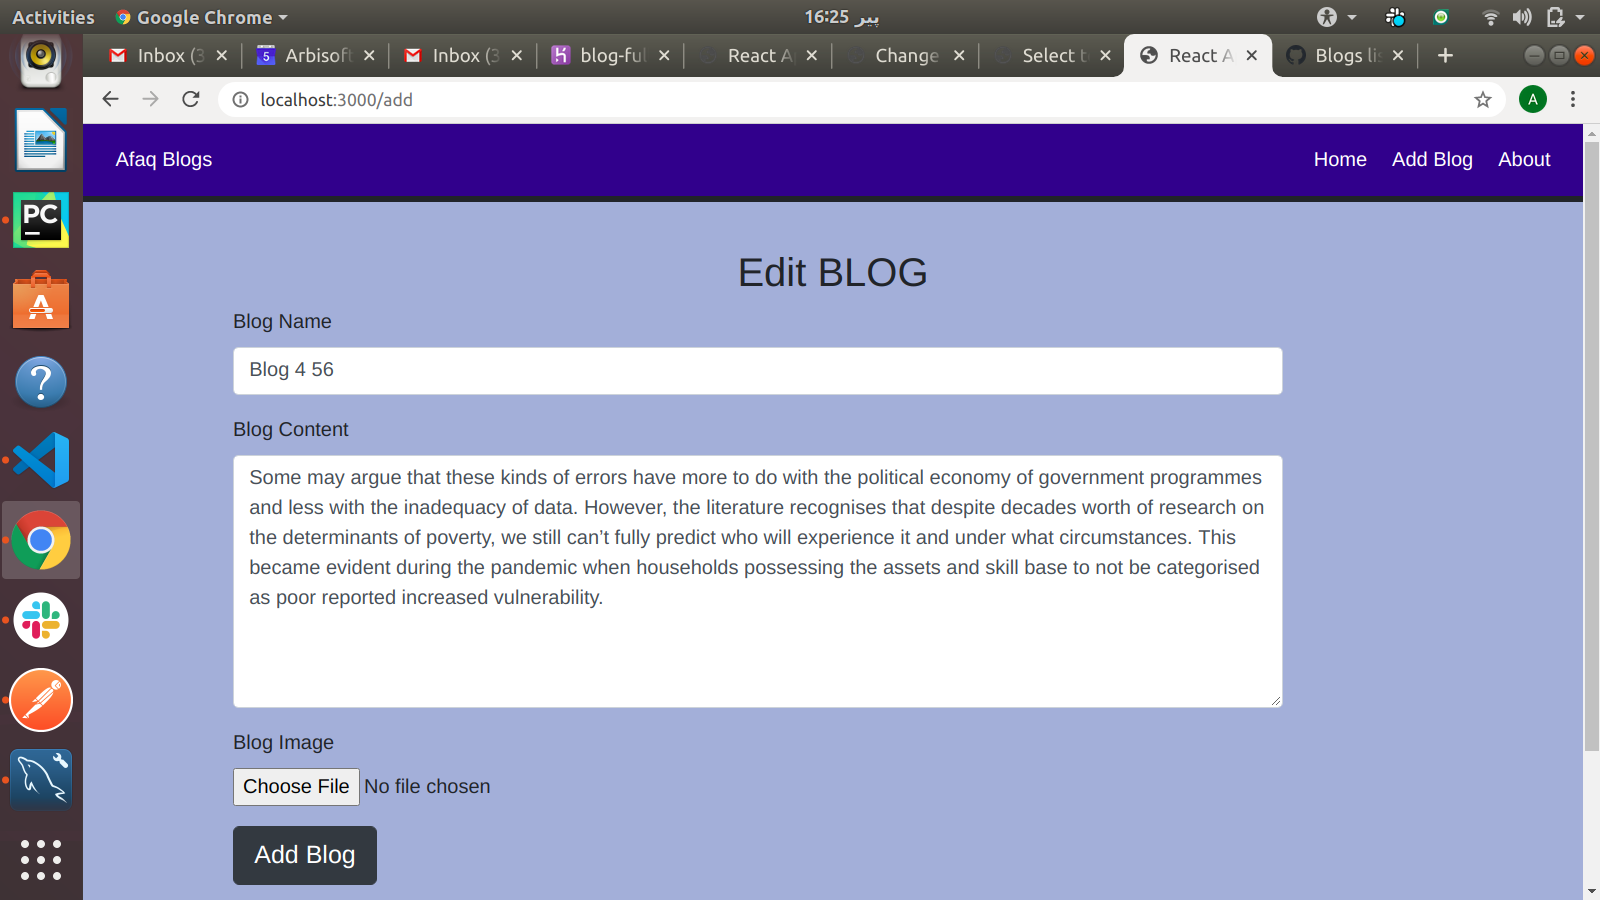 Activities
Google Chrome
پیر 16:25
Inbox (3
Arbisoft
Inbox (3
blog-ful
React A
Change
Select t
React A
Blogs lis
localhost:3000/add
A
Afaq Blogs
Home
Add Blog
About
Edit BLOG
Blog Name
Blog 4 56
Blog Content
Some may argue that these kinds of errors have more to do with the political economy of government programmes
and less with the inadequacy of data. However, the literature recognises that despite decades worth of research on
the determinants of poverty, we still can’t fully predict who will experience it and under what circumstances. This
became evident during the pandemic when households possessing the assets and skill base to not be categorised
as poor reported increased vulnerability.
Blog Image
Choose File No file chosen
Add Blog
PC
5